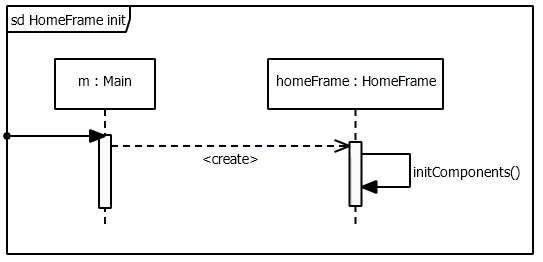 sd HomeFrame init
m : Main
homeFrame : HomeFrame
<create>
initComponents()